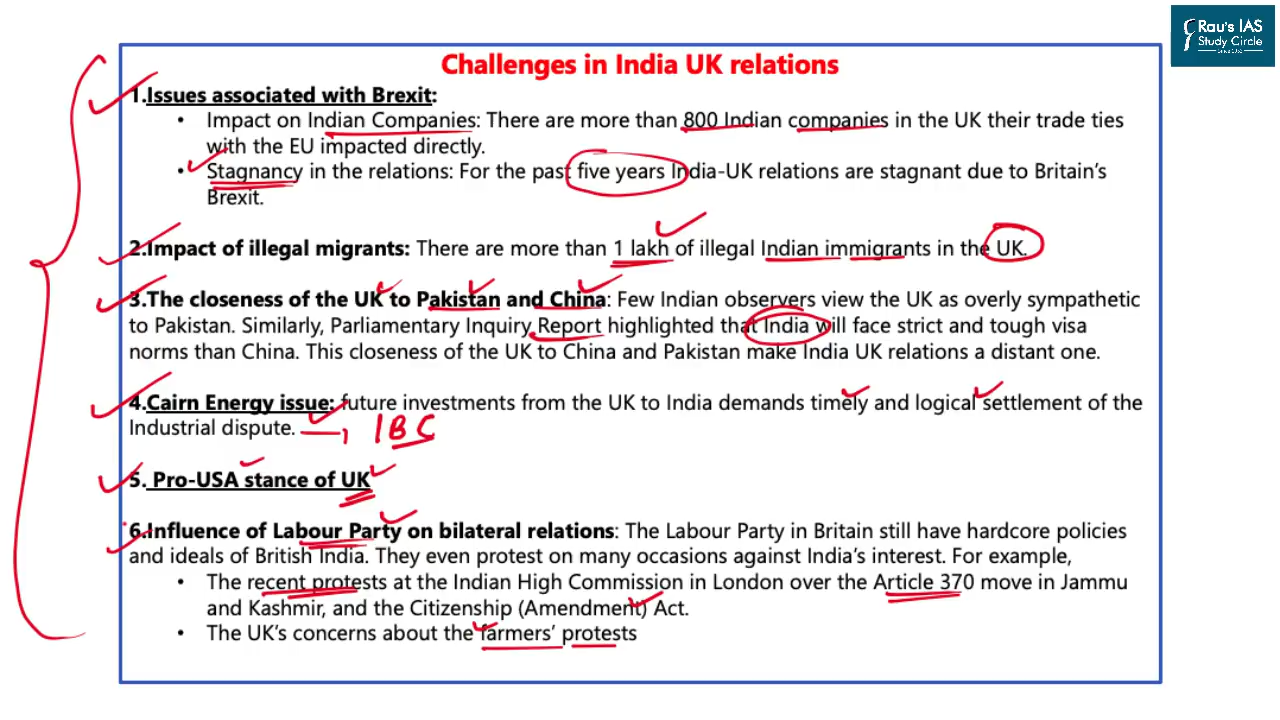 Rau's IAS
Study Circle
Challenges in India UK relations
1.Issues associated with Brexit:
• Impact on Indian Companies: There are more than 800 Indian companies in the UK their trade ties
with the EU impacted directly.
• Stagnancy in the relations: For the past five years India-UK relations are stagnant due to Britain's
Brexit.
2.Impact of illegal migrants: There are more than 1 lakh of illegal Indian immigrants in the UK.
3.The closeness of the UK to Pakistan and China: Few Indian observers view the UK as overly sympathetic
to Pakistan. Similarly, Parliamentary Inquiry Report highlighted that India will face strict and tough visa
norms than China. This closeness of the UK to China and Pakistan make India UK relations a distant one.
4.Cairn Energy issue: future investments from the UK to India demands timely and logical settlement of the
Industrial dispute.
IBC
5. Pro-USA stance of UK
6.Influence of Labour Party on bilateral relations: The Labour Party in Britain still have hardcore policies
and ideals of British India. They even protest on many occasions against India's interest. For example,
• The recent protests at the Indian High Commission in London over the Article 370 move in Jammu
and Kashmir, and the Citizenship (Amendment) Act.
• The UK's concerns about the farmers' protests